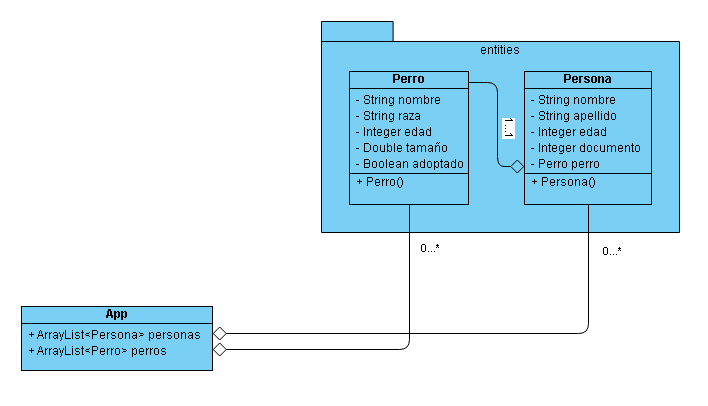 entities
Perro
- String nombre
- String raza
- Integer edad
- Double tamaño
- Boolean adoptado
+ Perro()
1...1
Persona
- String nombre
- String apellido
- Integer edad
- Integer documento
- Perro perro
+ Persona()
0...*
0...*
App
+ ArrayList<Persona> personas
+ ArrayList<Perro> perros